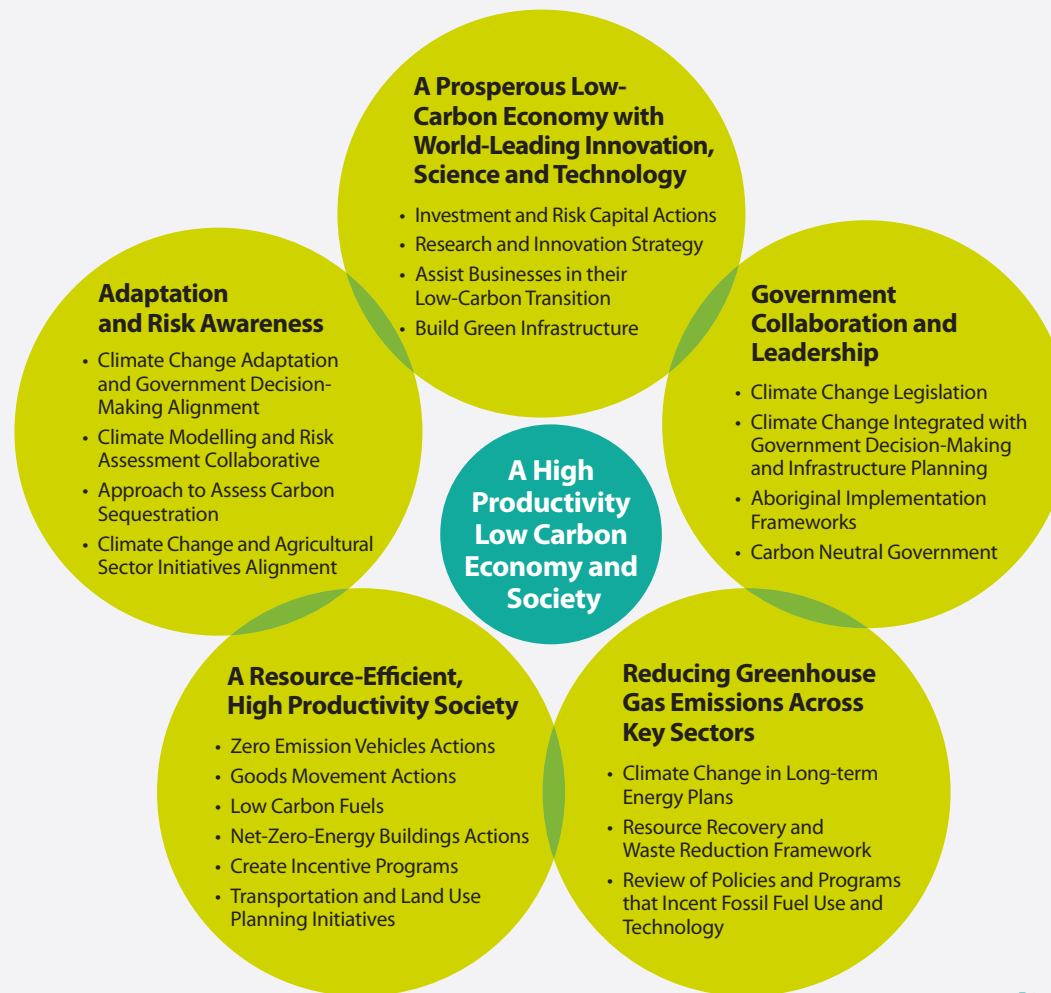 A Prosperous Low-
Carbon Economy with
World-Leading Innovation,
Science and Technology
• Investment and Risk Capital Actions
• Research and Innovation Strategy
• Assist Businesses in their
Low-Carbon Transition
• Build Green Infrastructure
Adaptation
and Risk Awareness
• Climate Change Adaptation
and Government Decision-
Making Alignment
• Climate Modelling and Risk
Assessment Collaborative
• Approach to Assess Carbon
Sequestration
• Climate Change and Agricultural
Sector Initiatives Alignment
Government
Collaboration and
Leadership
• Climate Change Legislation
• Climate Change Integrated with
Government Decision-Making
and Infrastructure Planning
• Aboriginal Implementation
Frameworks
• Carbon Neutral Government
A High
Productivity
Low Carbon
Economy and
Society
A Resource-Efficient,
High Productivity Society
• Zero Emission Vehicles Actions
• Goods Movement Actions
• Low Carbon Fuels
• Net-Zero-Energy Buildings Actions
• Create Incentive Programs
• Transportation and Land Use
Planning Initiatives
Reducing Greenhouse
Gas Emissions Across
Key Sectors
• Climate Change in Long-term
Energy Plans
• Resource Recovery and
Waste Reduction Framework
• Review of Policies and Programs
that Incent Fossil Fuel Use and
Technology